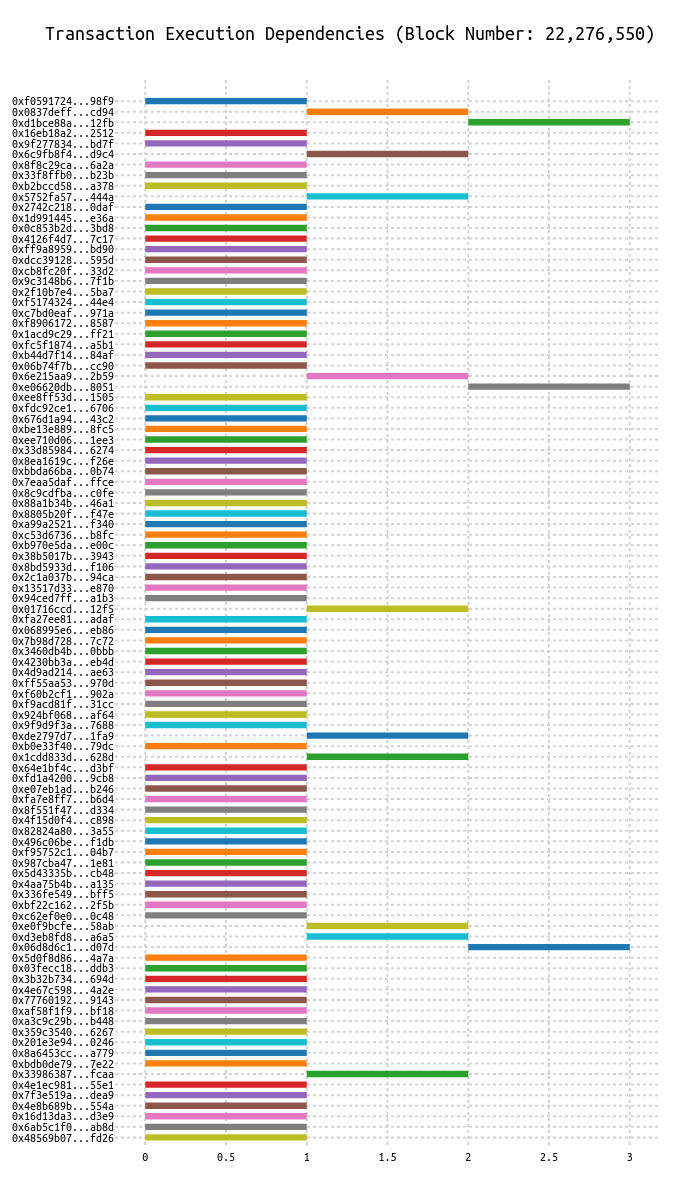 Transaction Execution Dependencies (Block Number: 22,276,550)
0xf0591724...98f9
0x0837deff...cd94
0xd1bce88a...12fb
0x16eb18a2...2512
0x9f277834...bd7f
0x6c9fb8f4...d9c4
0x8f8c29ca...6a2a
0x33f8ffb0...b23b
0xb2bccd58...a378
0x5752fa57...444a
0x2742c218...0daf
0x1d991445...e36a
0x0c853b2d...3bd8
0x4126f4d7...7c17
0xff9a8959...bd90
0xdcc39128...595d
0xcb8fc20f...33d2
0x9c3148b6...7f1b
0x2f10b7e4...5ba7
0xf5174324...44e4
0xc7bd0eaf...971a
0xf8906172...8587
0x1acd9c29...ff21
0xfc5f1874...a5b1
0xb44d7f14...84af
0x06b74f7b...cc90
0x6e215aa9...2b59
0xe06620db...8051
0xee8ff53d...1505
0xfdc92ce1...6706
0x676d1a94...43c2
0xbe13e889...8fc5
0xee710d06...1ee3
0x33d85984...6274
0x8ea1619c...f26e
0xbbda66ba...0b74
0x7eaa5daf...ffce
0x8c9cdfba...c0fe
0x88a1b34b...46a1
0x8805b20f...f47e
0xa99a2521...f340
0xc53d6736...b8fc
0xb970e5da...e00c
0x38b5017b...3943
0x8bd5933d...f106
0x2c1a037b...94ca
0x13517d33...e870
0x94ced7ff...a1b3
0x01716ccd...12f5
0xfa27ee81...adaf
0x068995e6...eb86
0x7b98d728...7c72
0x3460db4b...0bbb
0x4230bb3a...eb4d
0x4d9ad214...ae63
0xff55aa53...970d
0xf60b2cf1...902a
0xf9acd81f...31cc
0x924bf068...af64
0x9f9d9f3a...7688
0xde2797d7...1fa9
0xb0e33f40...79dc
0x1cdd833d...628d
0x64e1bf4c...d3bf
0xfd1a4200...9cb8
0xe07eb1ad...b246
0xfa7e8ff7...b6d4
0x8f551f47...d334
0x4f15d0f4...c898
0x82824a80...3a55
0x496c06be...f1db
0xf95752c1...04b7
0x987cba47...1e81
0x5d43335b...cb48
0x4aa75b4b...a135
0x336fe549...bff5
0xbf22c162...2f5b
0xc62ef0e0...0c48
0xe0f9bcfe...58ab
0xd3eb8fd8...a6a5
0x06d8d6c1...d07d
0x5d0f8d86...4a7a
0x03fecc18...ddb3
0x3b32b734...694d
0x4e67c598...4a2e
0x77760192...9143
0xaf58f1f9...bf18
0xa3c9c29b...b448
0x359c3540...6267
0x201e3e94...0246
0x8a6453cc...a779
0xbdb0de79...7e22
0x33986387...fcaa
0x4e1ec981...55e1
0x7f3e519a...dea9
0x4e8b689b...554a
0x16d13da3...d3e9
0x6ab5c1f0...ab8d
0x48569b07...fd26
0 0.5 1 1.5 2 2.5 3